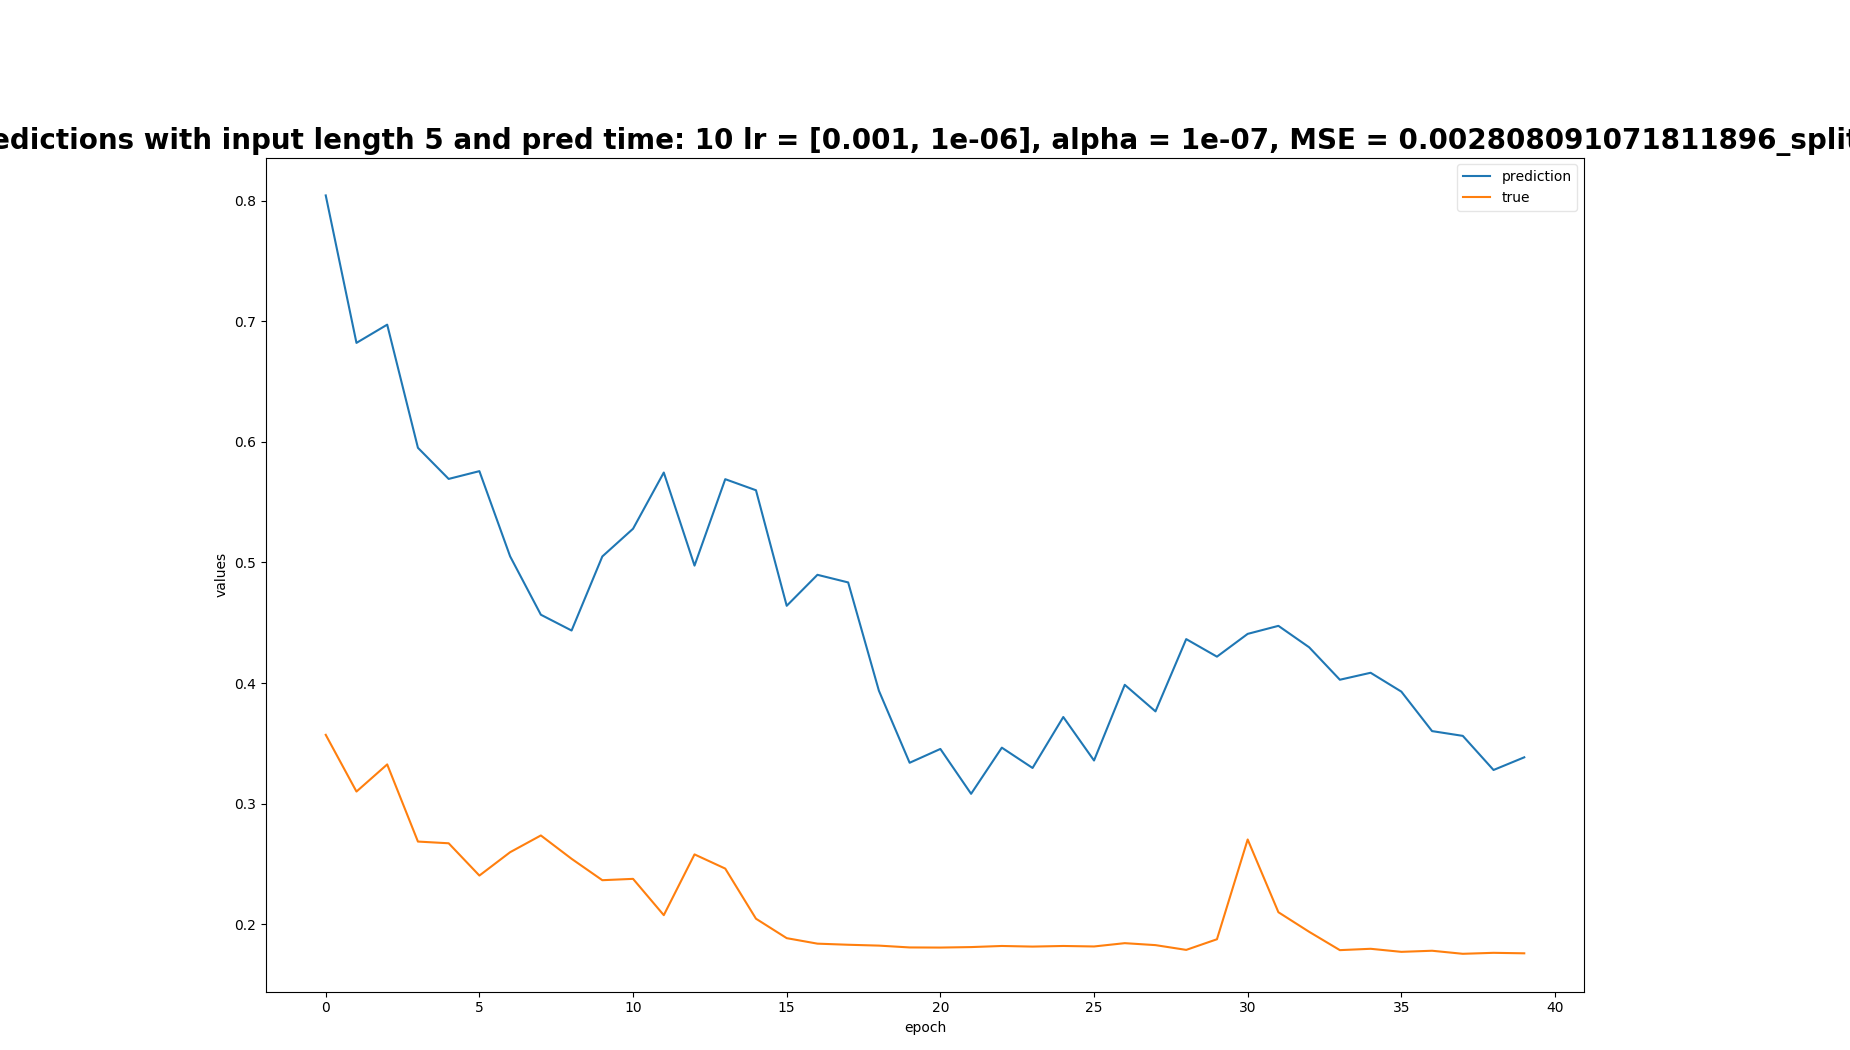 edictions with input length 5 and pred time: 10 lr = [0.001, 1e-06], alpha = 1e-07, MSE = 0.002808091071811896_split
prediction
true
0.8
0.7
0.6
0.5
0.4
0.3
0.2
values
0 5 10 15 20 25 30 35 40
epoch